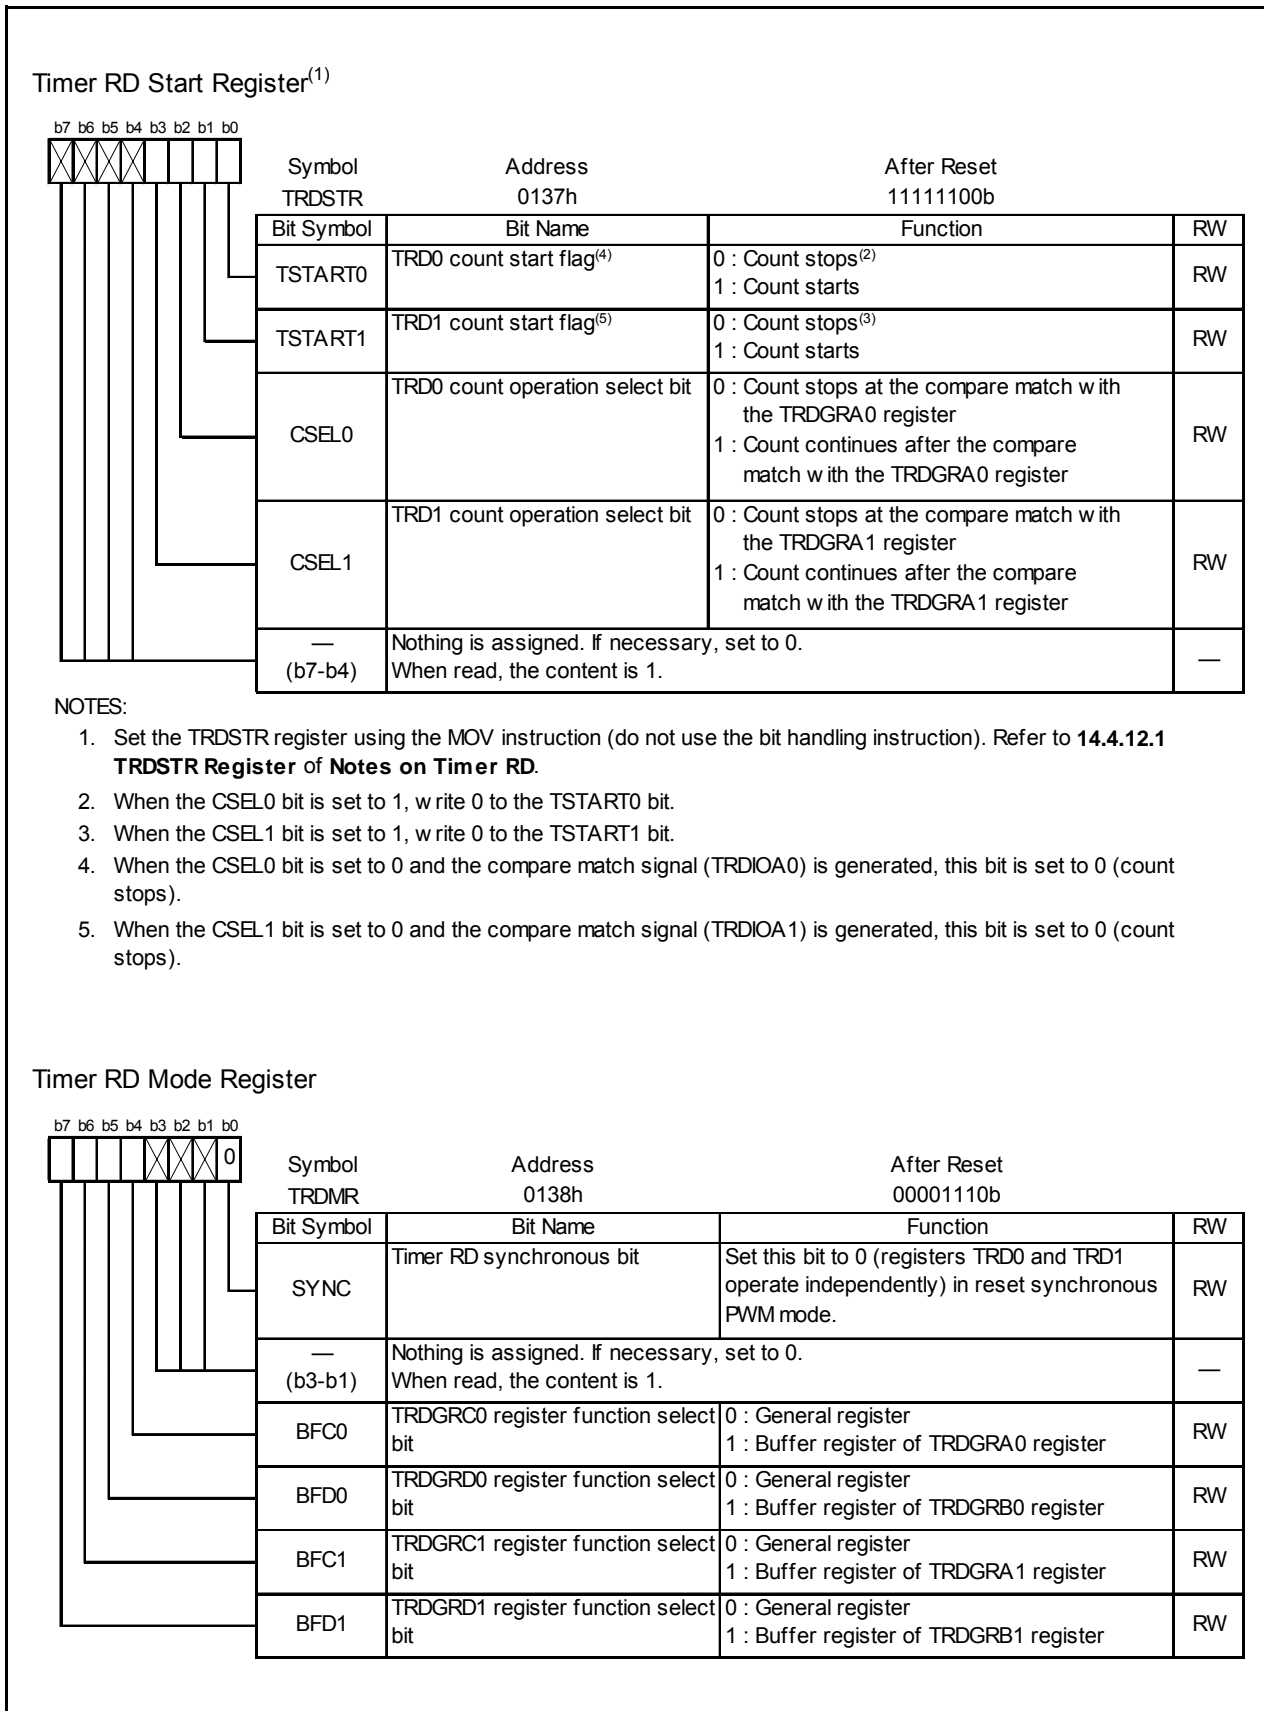 Timer RD Start Register(1)
b7 b6 b5 b4 b3 b2 b1 b0
Symbol Address After Reset
TRDSTR 0137h 11111100b
Bit Symbol Bit Name Function RW
TSTART0 TRD0 count start flag(4) 0 : Count stops(2) RW
1 : Count starts
TSTART1 TRD1 count start flag(5) 0 : Count stops(3) RW
1 : Count starts
CSEL0 TRD0 count operation select bit 0 : Count stops at the compare match with RW
the TRDGRA0 register
1 : Count continues after the compare
match with the TRDGRA0 register
CSEL1 TRD1 count operation select bit 0 : Count stops at the compare match with RW
the TRDGRA1 register
1 : Count continues after the compare
match with the TRDGRA1 register
— Nothing is assigned. If necessary, set to 0. —
(b7-b4) When read, the content is 1.
NOTES:
1. Set the TRDSTR register using the MOV instruction (do not use the bit handling instruction). Refer to 14.4.12.1
TRDSTR Register of Notes on Timer RD.
2. When the CSEL0 bit is set to 1, write 0 to the TSTART0 bit.
3. When the CSEL1 bit is set to 1, write 0 to the TSTART1 bit.
4. When the CSEL0 bit is set to 0 and the compare match signal (TRDIOA0) is generated, this bit is set to 0 (count
stops).
5. When the CSEL1 bit is set to 0 and the compare match signal (TRDIOA1) is generated, this bit is set to 0 (count
stops).
Timer RD Mode Register
b7 b6 b5 b4 b3 b2 b1 b0
0
Symbol Address After Reset
TRDMR 0138h 00001110b
Bit Symbol Bit Name Function RW
SYNC Timer RD synchronous bit Set this bit to 0 (registers TRD0 and TRD1 RW
operate independently) in reset synchronous
PWM mode.
— Nothing is assigned. If necessary, set to 0. —
(b3-b1) When read, the content is 1.
BFC0 TRDGRC0 register function select 0 : General register RW
bit 1 : Buffer register of TRDGRA0 register
BFD0 TRDGRD0 register function select 0 : General register RW
bit 1 : Buffer register of TRDGRB0 register
BFC1 TRDGRC1 register function select 0 : General register RW
bit 1 : Buffer register of TRDGRA1 register
BFD1 TRDGRD1 register function select 0 : General register RW
bit 1 : Buffer register of TRDGRB1 register